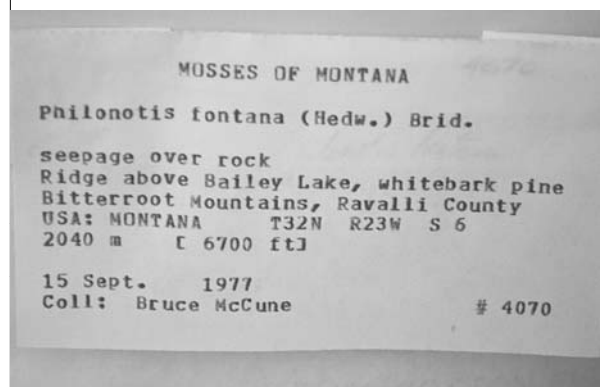 MOSSES OF MONTANA
Philonotis fontana (Hedw.) Brid.
seepage over rock
Ridge above Bailey Lake, whitebark pine
Bitterroot Mountains, Ravalli County
USA: MONTANA T32N R23W S 6
2040 m [ 6700 ft]
15 Sept. 1977
Coll: Bruce McCune # 4070